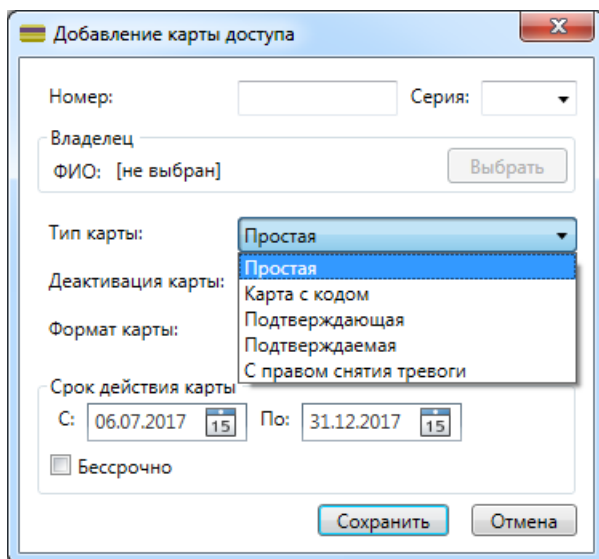 Добавление карты доступа
Номер: Серия:
Владелец
ФИО: [не выбран] Выбрать
Тип карты: Простая
Простая
Деактивация карты:
Карта с кодом
Подтверждающая
Формат карты:
Подтверждаемая
С правом снятия тревоги
Срок действия карты
С: 06.07.2017 15 По: 31.12.2017 15
Бессрочно
Сохранить Отмена